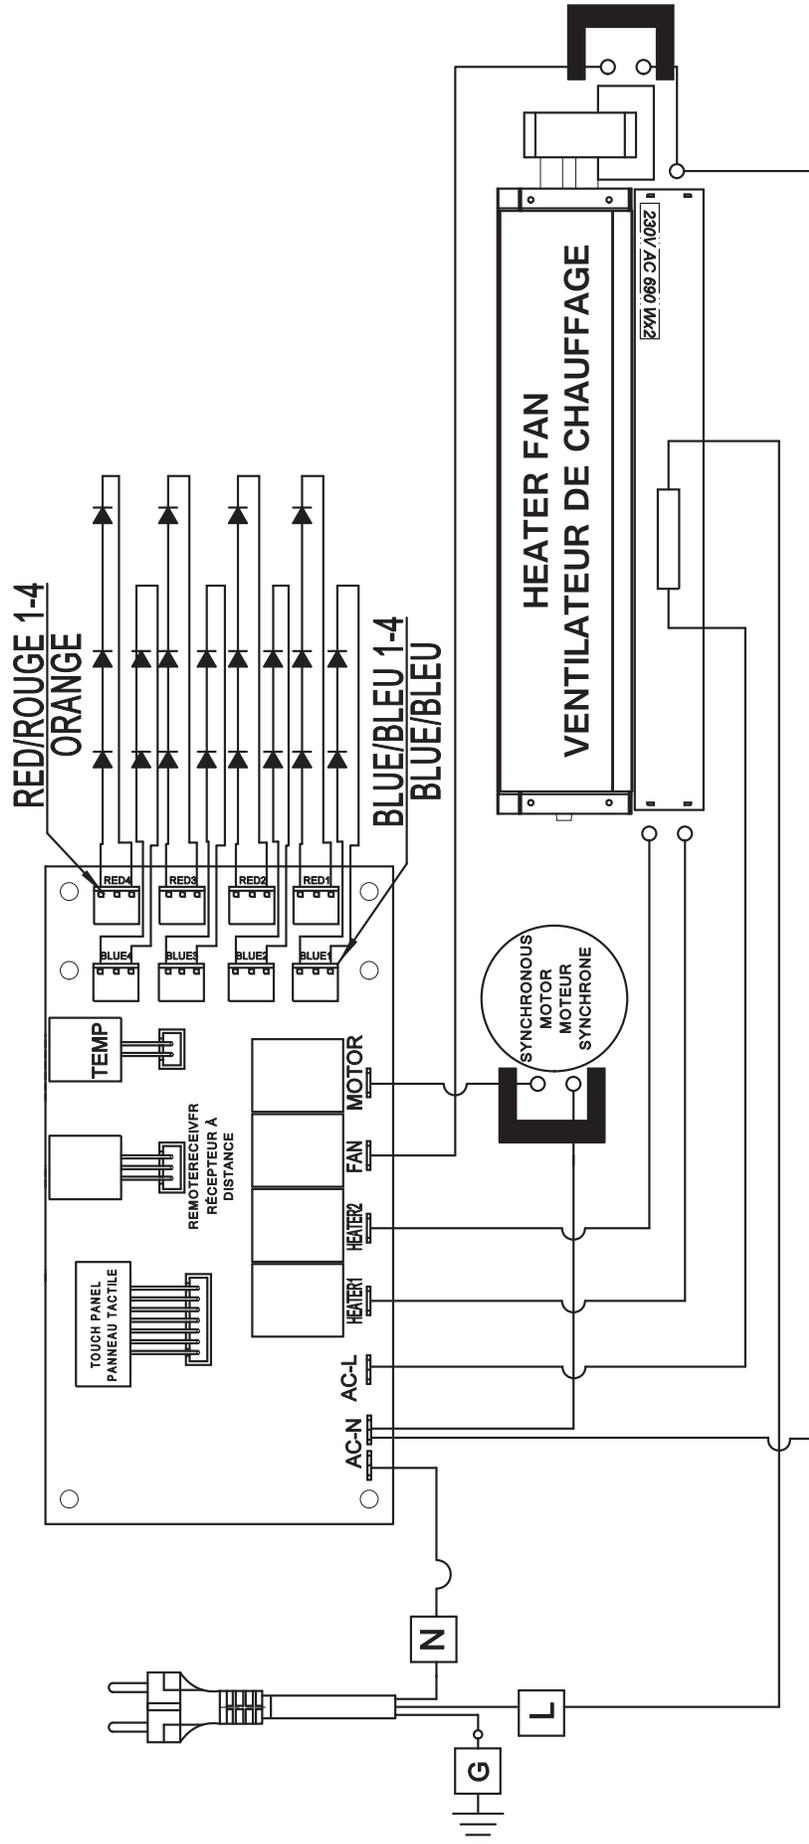 RED/ROUGE 1-4
ORANGE
BLUE/BLEU 1-4
BLUE/BLEU
RED4
RED3
RED2
RED1
BLUE4
BLUE3
BLUE2
BLUE1
TEMP
REMOTERECEIVFR
RÉCEPTEUR À
DISTANCE
TOUCH PANEL
PANNEAU TACTILE
MOTOR
FAN
HEATER2
HEATER1
AC-L
AC-N
SYNCHRONOUS
MOTOR
MOTEUR
SYNCHRONE
HEATER FAN
VENTILATEUR DE CHAUFFAGE
230V AC 690 Wx2
N
L
G